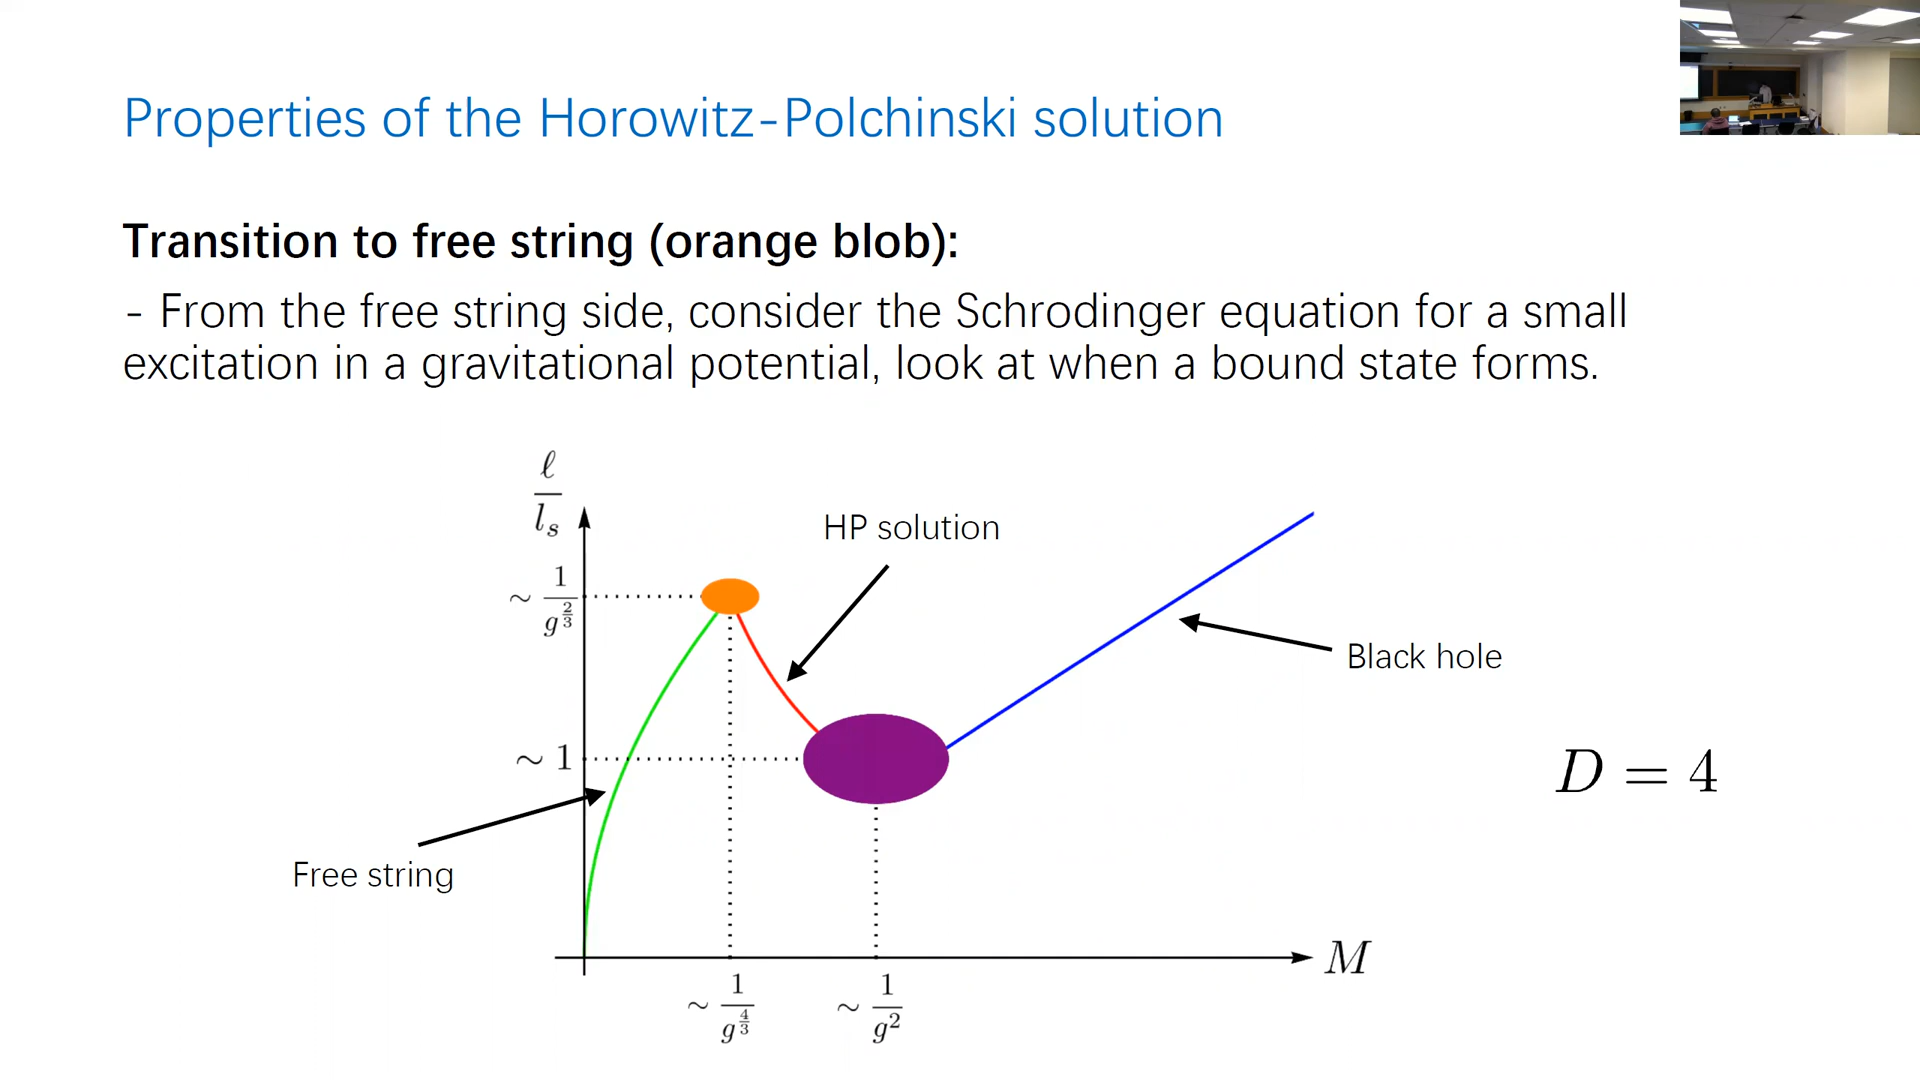 Properties of the Horowitz-Polchinski solution
Transition to free string (orange blob):
- From the free string side, consider the Schrodinger equation for a small
excitation in a gravitational potential, look at when a bound state forms.
ℓ/l_s
HP solution
~ 1/g^{2/3}
Black hole
~ 1
D = 4
Free string
M
~ 1/g^{4/3}
~ 1/g^2